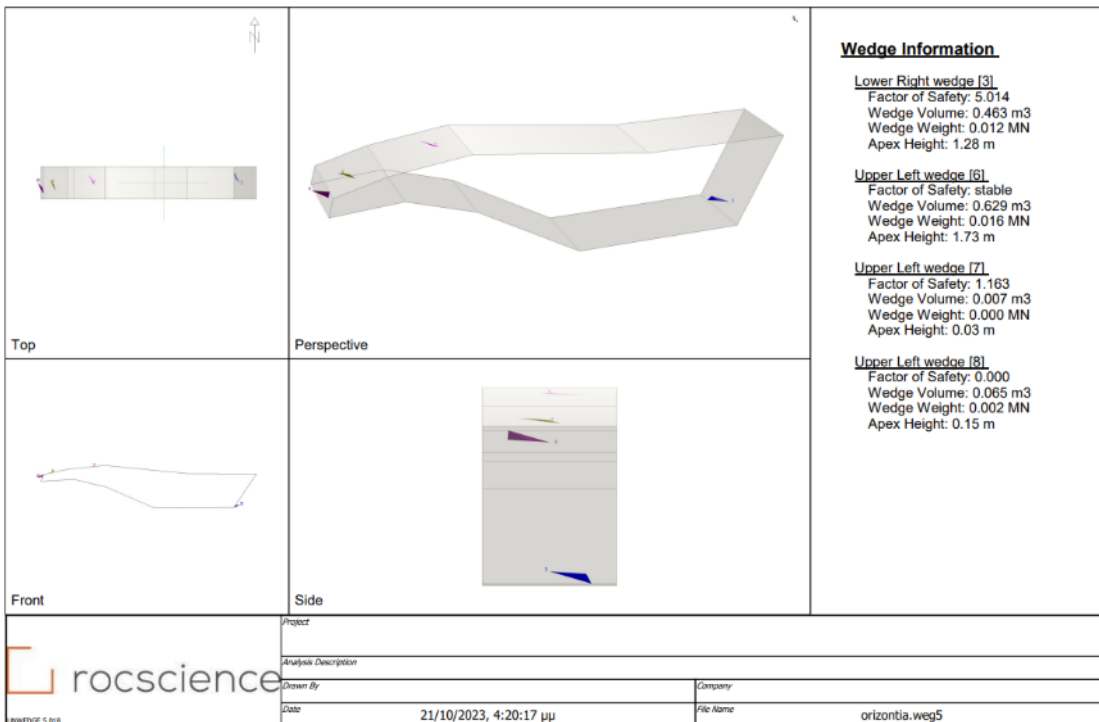 N
Top
Perspective
Front
Side
Wedge Information
Lower Right wedge [3]
Factor of Safety: 5.014
Wedge Volume: 0.463 m3
Wedge Weight: 0.012 MN
Apex Height: 1.28 m
Upper Left wedge [6]
Factor of Safety: stable
Wedge Volume: 0.629 m3
Wedge Weight: 0.016 MN
Apex Height: 1.73 m
Upper Left wedge [7]
Factor of Safety: 1.163
Wedge Volume: 0.007 m3
Wedge Weight: 0.000 MN
Apex Height: 0.03 m
Upper Left wedge [8]
Factor of Safety: 0.000
Wedge Volume: 0.065 m3
Wedge Weight: 0.002 MN
Apex Height: 0.15 m
rocscience
Project
Analysis Description
Drawn By
Company
Date
21/10/2023, 4:20:17 μμ
File Name
orizontia.weg5